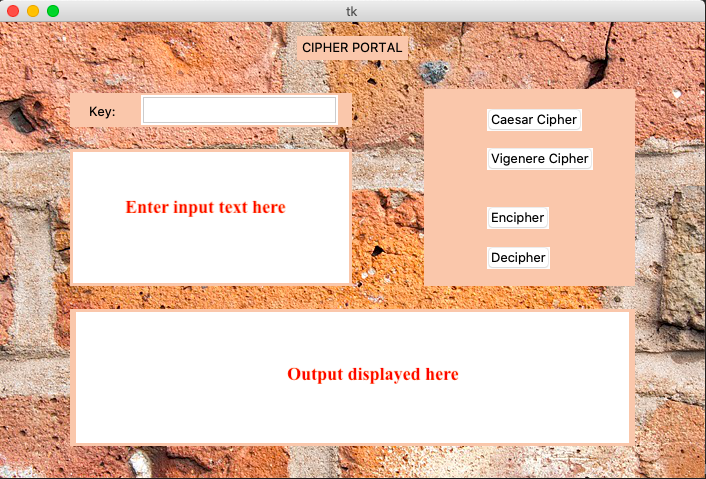 tk
CIPHER PORTAL
Key:
Caesar Cipher
Vigenere Cipher
Enter input text here
Encipher
Decipher
Output displayed here